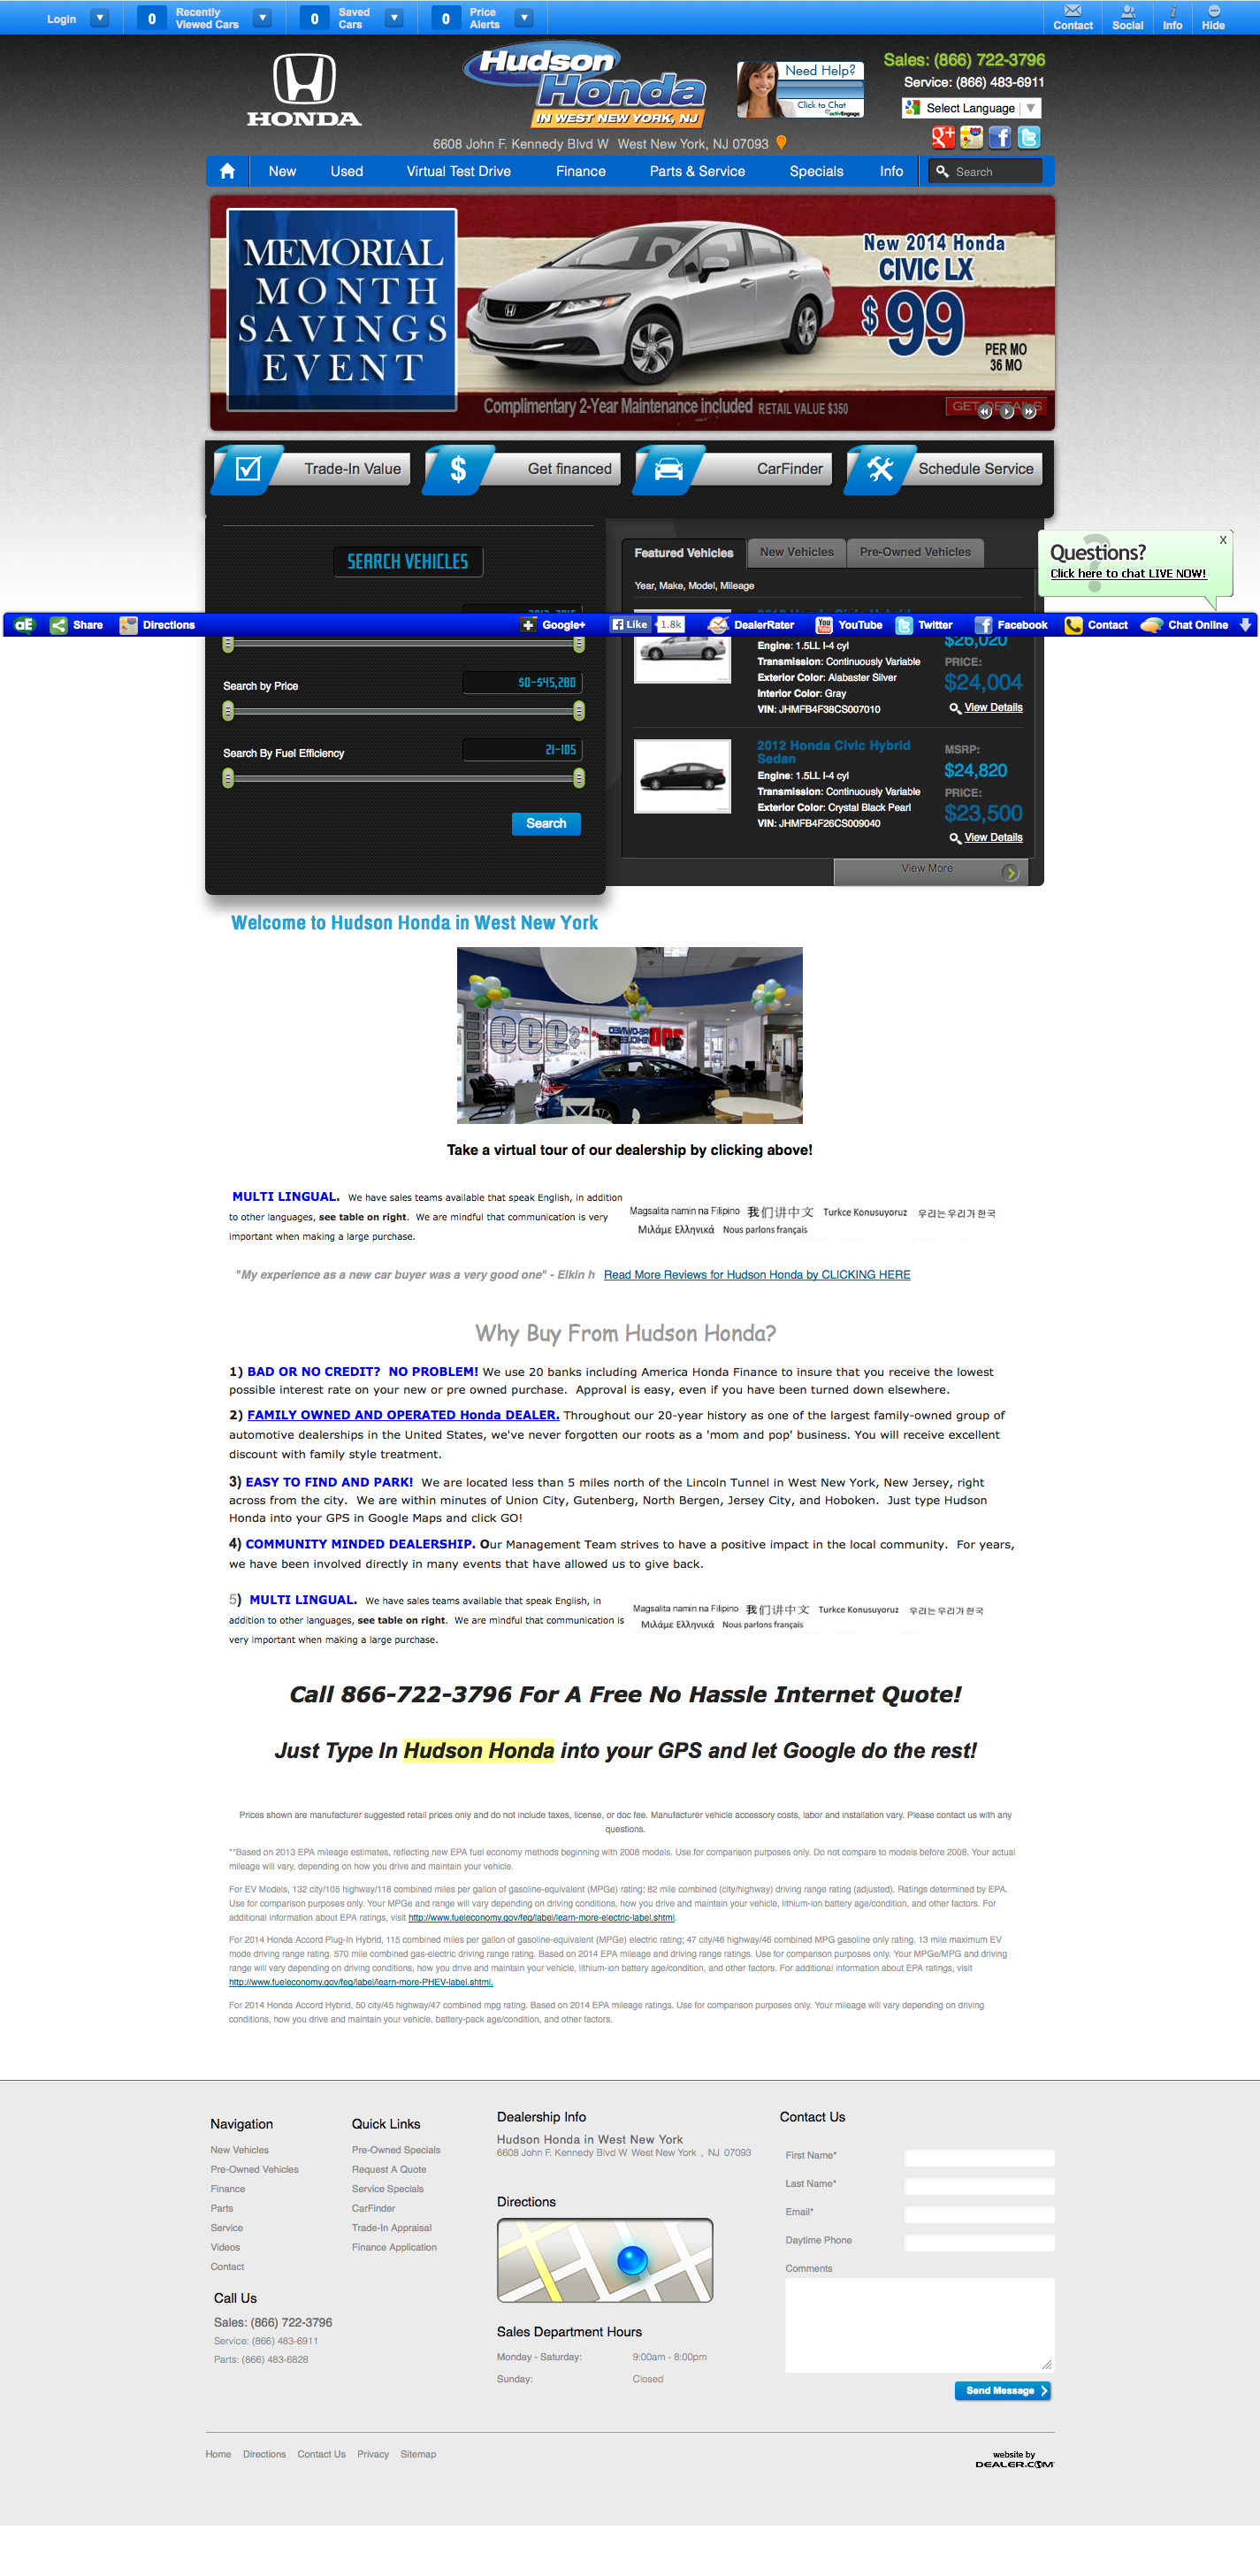 Login
0 Recently Viewed Cars
0 Saved Cars
0 Price Alerts
Contact
Social
Info
Hide
HONDA
Hudson
Honda
IN WEST NEW YORK, NJ
6608 John F. Kennedy Blvd W West New York, NJ 07093
Need Help?
Click to Chat
activEngage
Sales: (866) 722-3796
Service: (866) 483-6911
Select Language
New Used Virtual Test Drive Finance Parts & Service Specials Info
Search
MEMORIAL
MONTH
SAVINGS
EVENT
New 2014 Honda
CIVIC LX
$99
PER MO
36 MO
Complimentary 2-Year Maintenance included RETAIL VALUE $350
GET DETAILS
Trade-In Value
Get financed
CarFinder
Schedule Service
SEARCH VEHICLES
Search by Price
$0-$45,280
Search By Fuel Efficiency
21-105
Search
Featured Vehicles
New Vehicles
Pre-Owned Vehicles
Year, Make, Model, Mileage
Questions?
Click here to chat LIVE NOW!
X
aE Share Directions Google+ Like 1.8k DealerRater YouTube Twitter Facebook Contact Chat Online
Engine: 1.5LL I-4 cyl
Transmission: Continuously Variable
Exterior Color: Alabaster Silver
Interior Color: Gray
VIN: JHMFB4F38CS007010
$26,020
PRICE:
$24,004
View Details
2012 Honda Civic Hybrid
Sedan
Engine: 1.5LL I-4 cyl
Transmission: Continuously Variable
Exterior Color: Crystal Black Pearl
VIN: JHMFB4F26CS009040
MSRP:
$24,820
PRICE:
$23,500
View Details
View More
Welcome to Hudson Honda in West New York
Take a virtual tour of our dealership by clicking above!
MULTI LINGUAL. We have sales teams available that speak English, in addition
to other languages, see table on right. We are mindful that communication is very
important when making a large purchase.
Magsalita namin na Filipino 我们讲中文 Turkce Konusuyoruz 우리는우리가한국
Μιλάμε Ελληνικά Nous parlons français
"My experience as a new car buyer was a very good one" - Elkin h Read More Reviews for Hudson Honda by CLICKING HERE
Why Buy From Hudson Honda?
1) BAD OR NO CREDIT? NO PROBLEM! We use 20 banks including America Honda Finance to insure that you receive the lowest
possible interest rate on your new or pre owned purchase. Approval is easy, even if you have been turned down elsewhere.
2) FAMILY OWNED AND OPERATED Honda DEALER. Throughout our 20-year history as one of the largest family-owned group of
automotive dealerships in the United States, we've never forgotten our roots as a 'mom and pop' business. You will receive excellent
discount with family style treatment.
3) EASY TO FIND AND PARK! We are located less than 5 miles north of the Lincoln Tunnel in West New York, New Jersey, right
across from the city. We are within minutes of Union City, Gutenberg, North Bergen, Jersey City, and Hoboken. Just type Hudson
Honda into your GPS in Google Maps and click GO!
4) COMMUNITY MINDED DEALERSHIP. Our Management Team strives to have a positive impact in the local community. For years,
we have been involved directly in many events that have allowed us to give back.
5) MULTI LINGUAL. We have sales teams available that speak English, in
addition to other languages, see table on right. We are mindful that communication is
very important when making a large purchase.
Magsalita namin na Filipino 我们讲中文 Turkce Konusuyoruz 우리는우리가한국
Μιλάμε Ελληνικά Nous parlons français
Call 866-722-3796 For A Free No Hassle Internet Quote!
Just Type In Hudson Honda into your GPS and let Google do the rest!
Prices shown are manufacturer suggested retail prices only and do not include taxes, license, or doc fee. Manufacturer vehicle accessory costs, labor and installation vary. Please contact us with any
questions.
**Based on 2013 EPA mileage estimates, reflecting new EPA fuel economy methods beginning with 2008 models. Use for comparison purposes only. Do not compare to models before 2008. Your actual
mileage will vary, depending on how you drive and maintain your vehicle.
For EV Models, 132 city/105 highway/118 combined miles per gallon of gasoline-equivalent (MPGe) rating; 82 mile combined (city/highway) driving range rating (adjusted). Ratings determined by EPA.
Use for comparison purposes only. Your MPGe and range will vary depending on driving conditions, how you drive and maintain your vehicle, lithium-ion battery age/condition, and other factors. For
additional information about EPA ratings, visit http://www.fueleconomy.gov/feg/label/learn-more-electric-label.shtml.
For 2014 Honda Accord Plug-In Hybrid, 115 combined miles per gallon of gasoline-equivalent (MPGe) electric rating; 47 city/46 highway/46 combined MPG gasoline only rating. 13 mile maximum EV
mode driving range rating. 570 mile combined gas-electric driving range rating. Based on 2014 EPA mileage and driving range ratings. Use for comparison purposes only. Your MPGe/MPG and driving
range will vary depending on driving conditions, how you drive and maintain your vehicle, lithium-ion battery age/condition, and other factors. For additional information about EPA ratings, visit
http://www.fueleconomy.gov/feg/label/learn-more-PHEV-label.shtml.
For 2014 Honda Accord Hybrid, 50 city/45 highway/47 combined mpg rating. Based on 2014 EPA mileage ratings. Use for comparison purposes only. Your mileage will vary depending on driving
conditions, how you drive and maintain your vehicle, battery-pack age/condition, and other factors.
Navigation
New Vehicles
Pre-Owned Vehicles
Finance
Parts
Service
Videos
Contact
Quick Links
Pre-Owned Specials
Request A Quote
Service Specials
CarFinder
Trade-In Appraisal
Finance Application
Call Us
Sales: (866) 722-3796
Service: (866) 483-6911
Parts: (866) 483-6828
Dealership Info
Hudson Honda in West New York
6608 John F. Kennedy Blvd W West New York , NJ 07093
Directions
Sales Department Hours
Monday - Saturday: 9:00am - 8:00pm
Sunday: Closed
Contact Us
First Name*
Last Name*
Email*
Daytime Phone
Comments
Send Message
Home Directions Contact Us Privacy Sitemap
website by
DEALER.COM